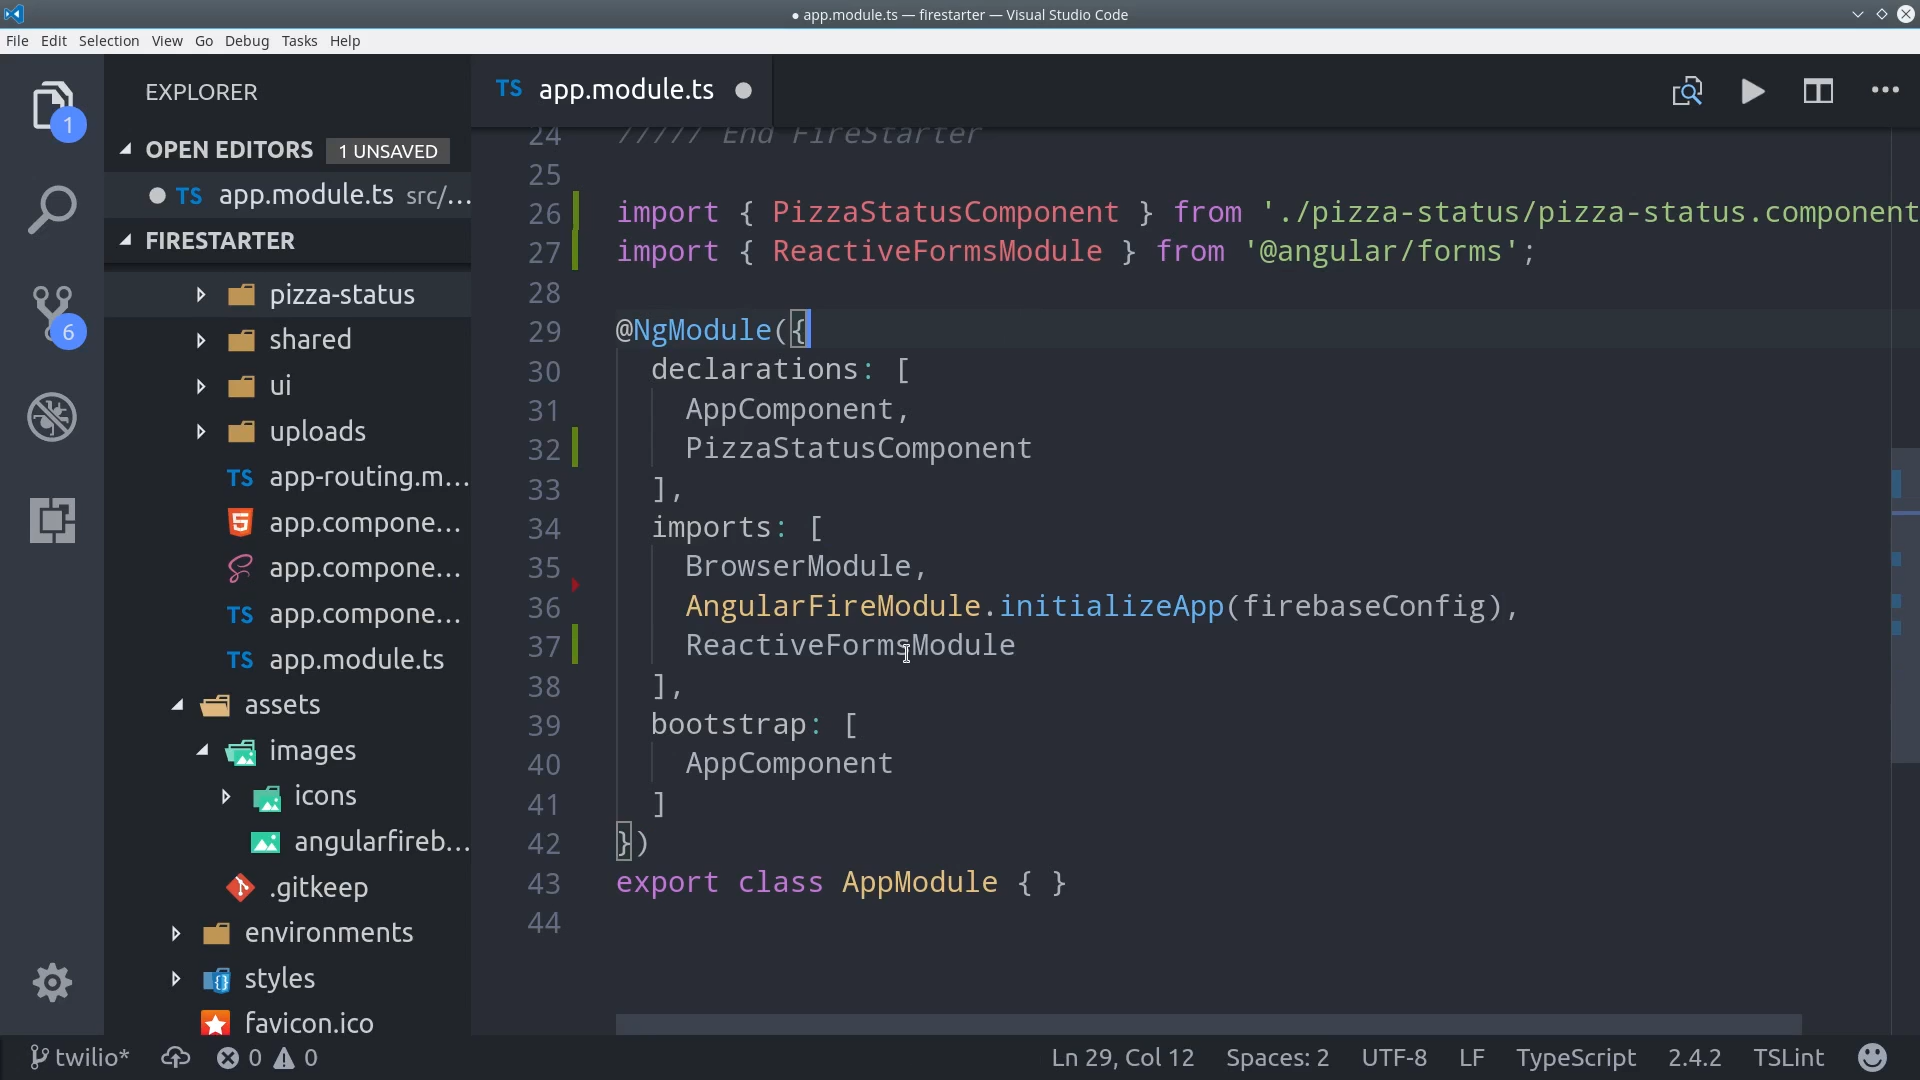 ● app.module.ts — firestarter — Visual Studio Code
File Edit Selection View Go Debug Tasks Help
EXPLORER
1
OPEN EDITORS 1 UNSAVED
app.module.ts src/...
FIRESTARTER
pizza-status
6
shared
ui
uploads
TS app-routing.m...
app.compone...
app.compone...
TS app.compone...
TS app.module.ts
assets
images
icons
angularfireb...
.gitkeep
environments
styles
favicon.ico
TS app.module.ts
24 ///// End FireStarter
25
26 import { PizzaStatusComponent } from './pizza-status/pizza-status.component
27 import { ReactiveFormsModule } from '@angular/forms';
28
29 @NgModule({
30 declarations: [
31 AppComponent,
32 PizzaStatusComponent
33 ],
34 imports: [
35 BrowserModule,
36 AngularFireModule.initializeApp(firebaseConfig),
37 ReactiveFormsModule
38 ],
39 bootstrap: [
40 AppComponent
41 ]
42 })
43 export class AppModule { }
44
twilio* 0 0 Ln 29, Col 12 Spaces: 2 UTF-8 LF TypeScript 2.4.2 TSLint